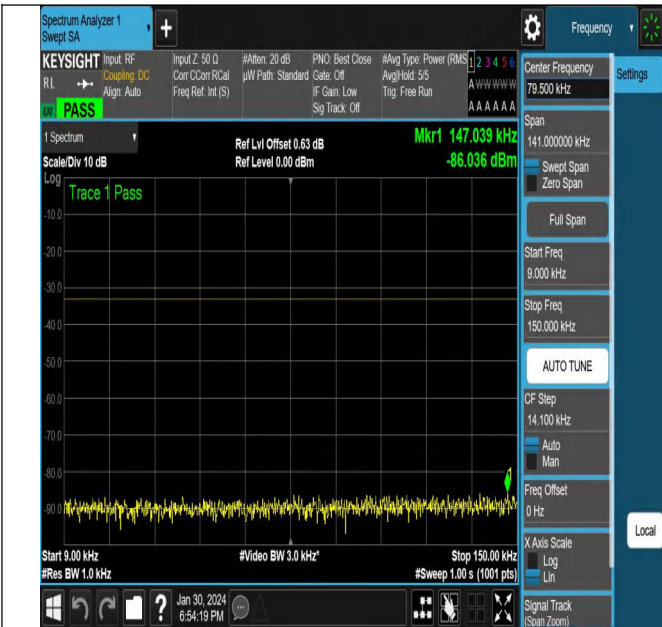 Spectrum Analyzer 1
Swept SA
+
Frequency
KEYSIGHT
RL
PASS
Input: RF
Coupling: DC
Align: Auto
Input Z: 50 Ω
Corr CCorr RCal
Freq Ref: Int (S)
#Atten: 20 dB
µW Path: Standard
PNO: Best Close
Gate: Off
IF Gain: Low
Sig Track: Off
#Avg Type: Power (RMS
Avg|Hold: 5/5
Trig: Free Run
1 2 3 4 5 6
A W W W W W
A A A A A A
1 Spectrum
Scale/Div 10 dB
Ref Lvl Offset 0.63 dB
Ref Level 0.00 dBm
Mkr1 147.039 kHz
-86.036 dBm
Log
Trace 1 Pass
-10.0
-20.0
-30.0
-40.0
-50.0
-60.0
-70.0
-80.0
-90.0
1
Start 9.00 kHz
#Res BW 1.0 kHz
#Video BW 3.0 kHz*
Stop 150.00 kHz
#Sweep 1.00 s (1001 pts)
Jan 30, 2024
6:54:19 PM
Center Frequency
79.500 kHz
Settings
Span
141.000000 kHz
Swept Span
Zero Span
Full Span
Start Freq
9.000 kHz
Stop Freq
150.000 kHz
AUTO TUNE
CF Step
14.100 kHz
Auto
Man
Freq Offset
0 Hz
Local
X Axis Scale
Log
Lin
Signal Track
(Span Zoom)